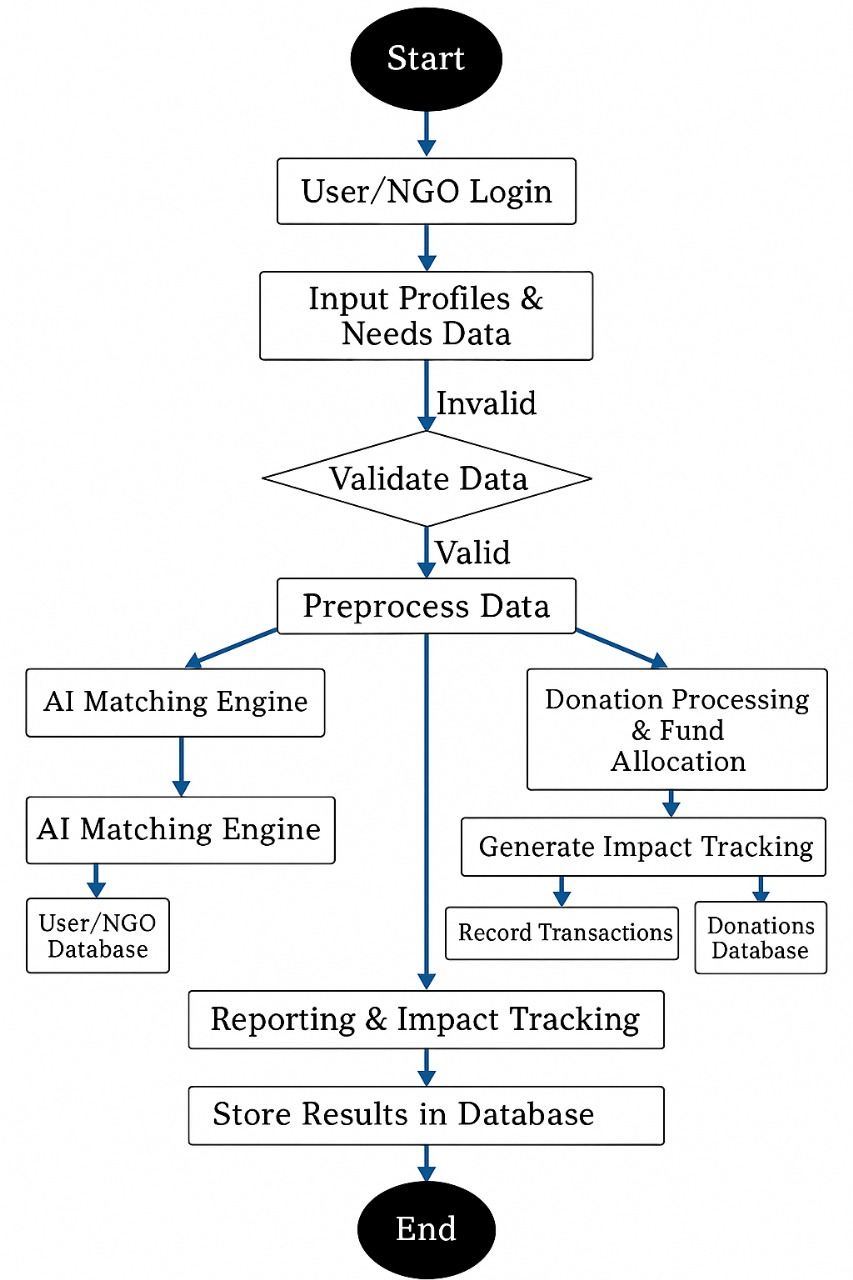 Start
User/NGO Login
Input Profiles &
Needs Data
Invalid
Validate Data
Valid
Preprocess Data
AI Matching Engine
Donation Processing
& Fund
Allocation
AI Matching Engine
Generate Impact Tracking
User/NGO
Database
Record Transactions
Donations
Database
Reporting & Impact Tracking
Store Results in Database
End